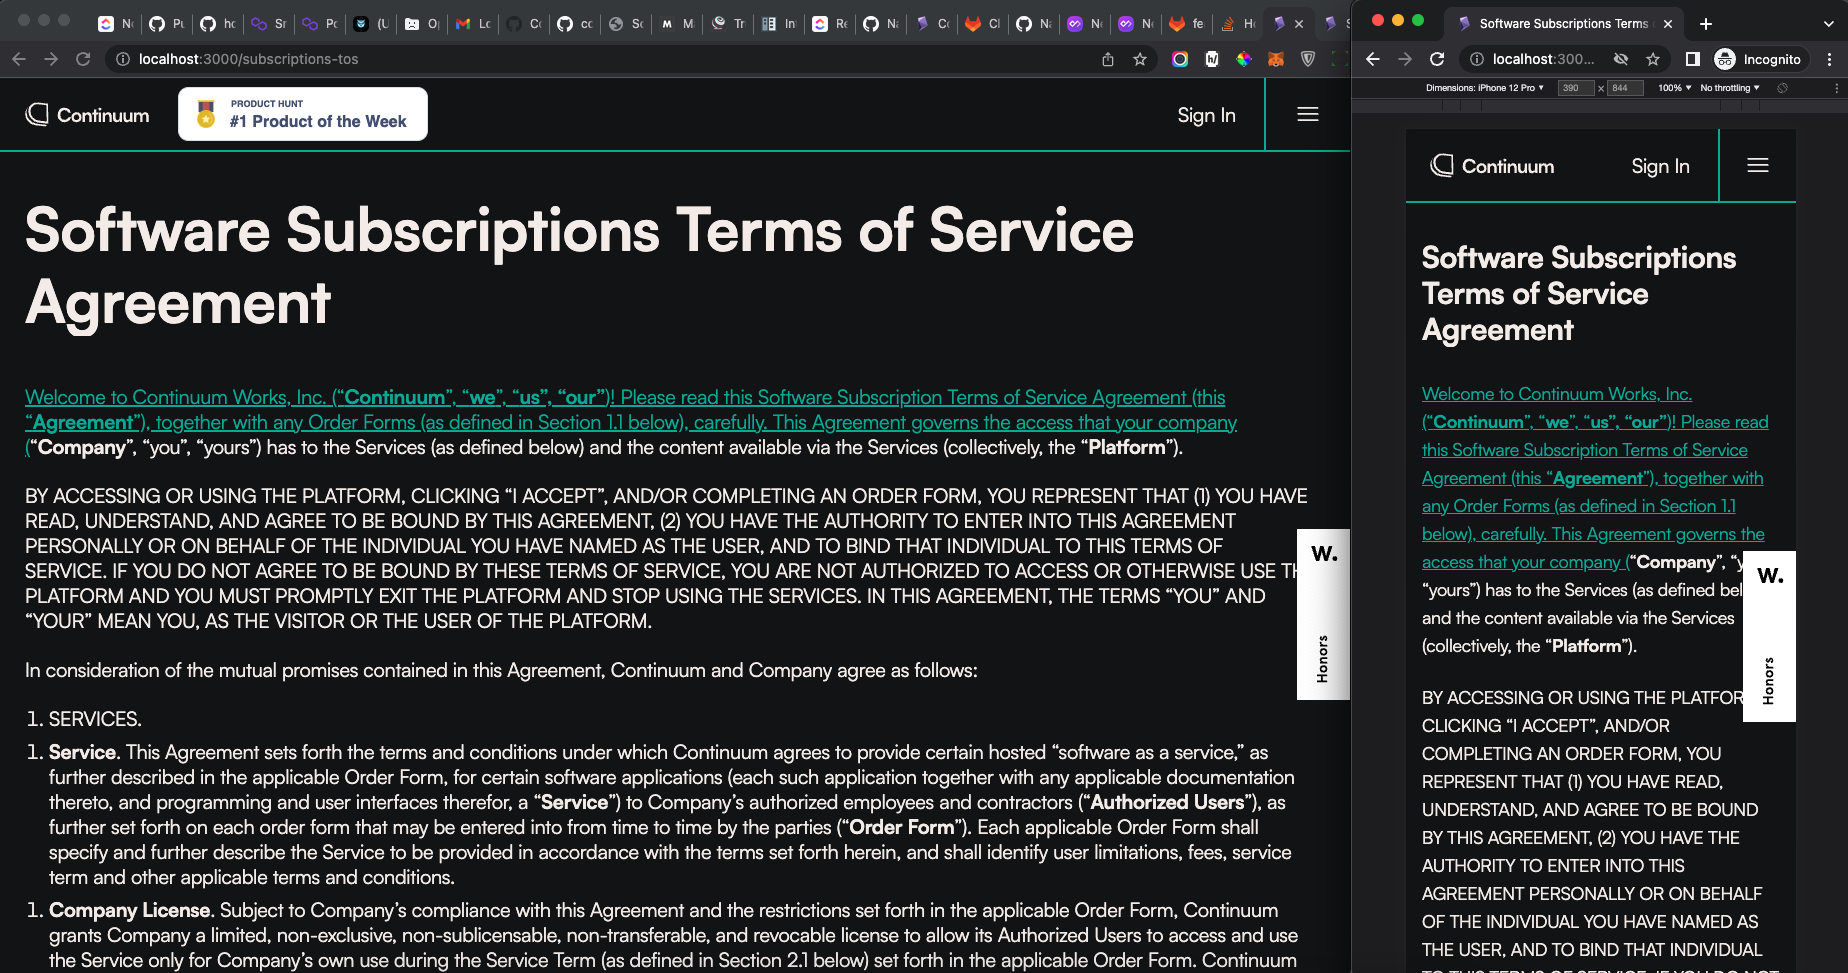 localhost:3000/subscriptions-tos
Continuum
PRODUCT HUNT
#1 Product of the Week
Sign In
Software Subscriptions Terms of Service
Agreement
Welcome to Continuum Works, Inc. (“Continuum”, “we”, “us”, “our”)! Please read this Software Subscription Terms of Service Agreement (this
“Agreement”), together with any Order Forms (as defined in Section 1.1 below), carefully. This Agreement governs the access that your company
(“Company”, “you”, “yours”) has to the Services (as defined below) and the content available via the Services (collectively, the “Platform”).
BY ACCESSING OR USING THE PLATFORM, CLICKING “I ACCEPT”, AND/OR COMPLETING AN ORDER FORM, YOU REPRESENT THAT (1) YOU HAVE
READ, UNDERSTAND, AND AGREE TO BE BOUND BY THIS AGREEMENT, (2) YOU HAVE THE AUTHORITY TO ENTER INTO THIS AGREEMENT
PERSONALLY OR ON BEHALF OF THE INDIVIDUAL YOU HAVE NAMED AS THE USER, AND TO BIND THAT INDIVIDUAL TO THIS TERMS OF
SERVICE. IF YOU DO NOT AGREE TO BE BOUND BY THESE TERMS OF SERVICE, YOU ARE NOT AUTHORIZED TO ACCESS OR OTHERWISE USE TH
PLATFORM AND YOU MUST PROMPTLY EXIT THE PLATFORM AND STOP USING THE SERVICES. IN THIS AGREEMENT, THE TERMS “YOU” AND
“YOUR” MEAN YOU, AS THE VISITOR OR THE USER OF THE PLATFORM.
In consideration of the mutual promises contained in this Agreement, Continuum and Company agree as follows:
1. SERVICES.
1. Service. This Agreement sets forth the terms and conditions under which Continuum agrees to provide certain hosted “software as a service,” as
further described in the applicable Order Form, for certain software applications (each such application together with any applicable documentation
thereto, and programming and user interfaces therefor, a “Service”) to Company’s authorized employees and contractors (“Authorized Users”), as
further set forth on each order form that may be entered into from time to time by the parties (“Order Form”). Each applicable Order Form shall
specify and further describe the Service to be provided in accordance with the terms set forth herein, and shall identify user limitations, fees, service
term and other applicable terms and conditions.
1. Company License. Subject to Company’s compliance with this Agreement and the restrictions set forth in the applicable Order Form, Continuum
grants Company a limited, non-exclusive, non-sublicensable, non-transferable, and revocable license to allow its Authorized Users to access and use
the Service only for Company’s own use during the Service Term (as defined in Section 2.1 below) set forth in the applicable Order Form. Continuum
W.
Honors
Software Subscriptions Terms
localhost:300...
Incognito
Dimensions: iPhone 12 Pro
390 × 844
100%
No throttling
Continuum
Sign In
Software Subscriptions
Terms of Service
Agreement
Welcome to Continuum Works, Inc.
(“Continuum”, “we”, “us”, “our”)! Please read
this Software Subscription Terms of Service
Agreement (this “Agreement”), together with
any Order Forms (as defined in Section 1.1
below), carefully. This Agreement governs the
access that your company (“Company”, “y
“yours”) has to the Services (as defined bel
and the content available via the Services
(collectively, the “Platform”).
BY ACCESSING OR USING THE PLATFOR
CLICKING “I ACCEPT”, AND/OR
COMPLETING AN ORDER FORM, YOU
REPRESENT THAT (1) YOU HAVE READ,
UNDERSTAND, AND AGREE TO BE BOUND
BY THIS AGREEMENT, (2) YOU HAVE THE
AUTHORITY TO ENTER INTO THIS
AGREEMENT PERSONALLY OR ON BEHALF
OF THE INDIVIDUAL YOU HAVE NAMED AS
THE USER, AND TO BIND THAT INDIVIDUAL
W.
Honors